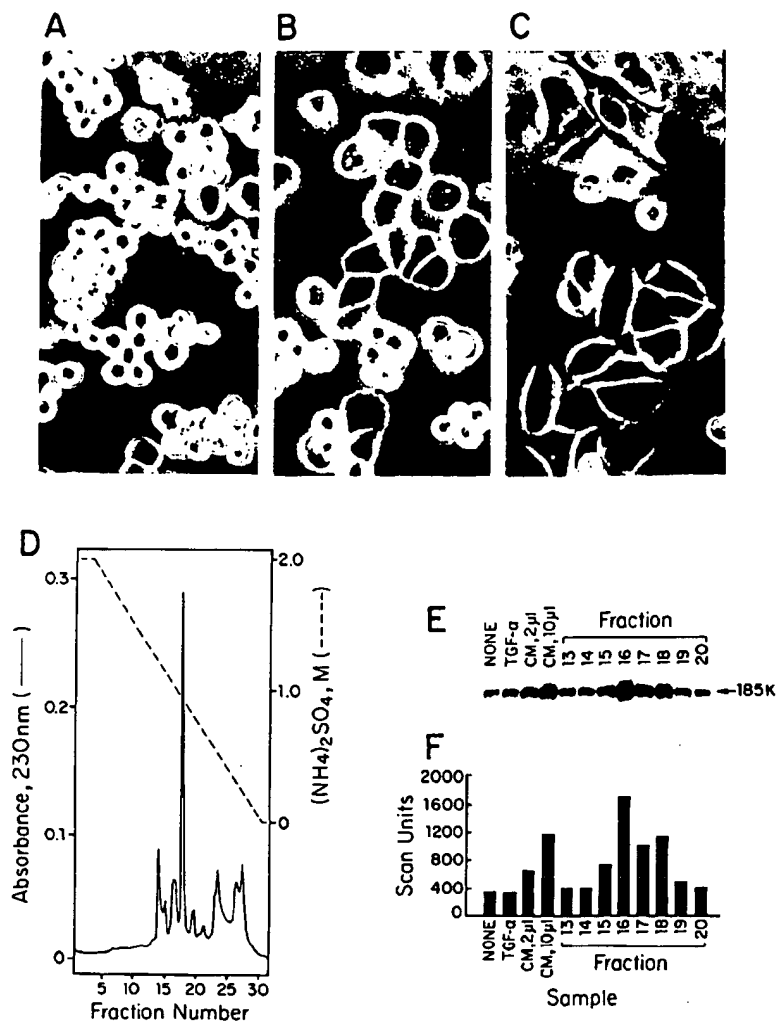 A B C
D
0.3
0.2
0.1
0
Absorbance, 230nm (——)
2.0
1.0
0
(NH4)2SO4, M (-----)
5 10 15 20 25 30
Fraction Number
E
NONE TGF-α CM, 2μl CM, 10μl 13 14 15 16 17 18 19 20
Fraction
←185K
F
2000
1600
1200
800
400
0
Scan Units
NONE TGF-α CM, 2μl CM, 10μl 13 14 15 16 17 18 19 20
Fraction
Sample